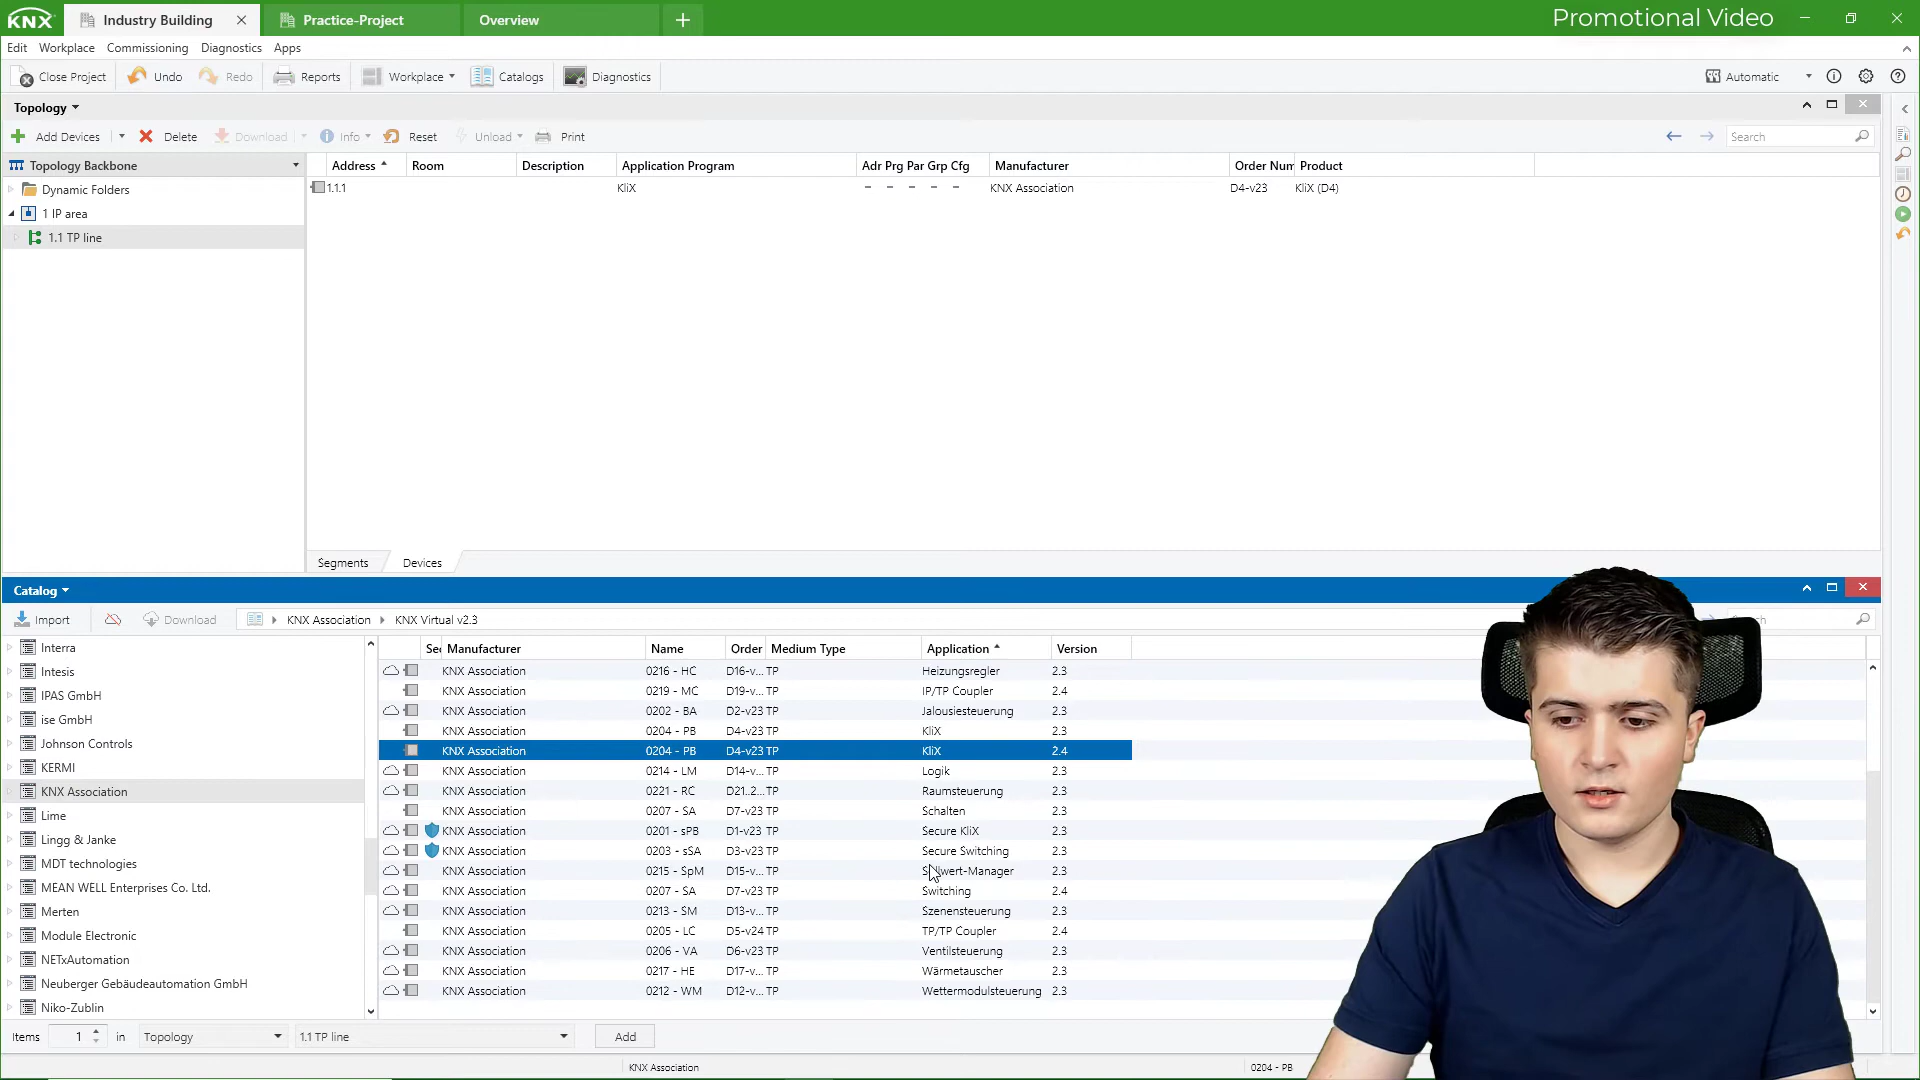 KNX Industry Building Practice-Project Overview Promotional Video
Edit Workplace Commissioning Diagnostics Apps
Close Project Undo Redo Reports Workplace Catalogs Diagnostics Automatic
Topology
Add Devices Delete Download Info Reset Unload Print Search
Topology Backbone Address Room Description Application Program Adr Prg Par Grp Cfg Manufacturer Order Num Product
1.1.1 KliX - - - - - KNX Association D4-v23 KliX (D4)
Dynamic Folders
1 IP area
1.1 TP line
Segments Devices
Catalog
Import Download KNX Association KNX Virtual v2.3
Sec Manufacturer Name Order Medium Type Application Version
Interra
Intesis
IPAS GmbH
ise GmbH
Johnson Controls
KERMI
KNX Association
Lime
Lingg & Janke
MDT technologies
MEAN WELL Enterprises Co. Ltd.
Merten
Module Electronic
NETxAutomation
Neuberger Gebäudeautomation GmbH
Niko-Zublin
KNX Association 0216 - HC D16-v... TP Heizungsregler 2.3
KNX Association 0219 - MC D19-v... TP IP/TP Coupler 2.4
KNX Association 0202 - BA D2-v23 TP Jalousiesteuerung 2.3
KNX Association 0204 - PB D4-v23 TP KliX 2.3
KNX Association 0204 - PB D4-v23 TP KliX 2.4
KNX Association 0214 - LM D14-v... TP Logik 2.3
KNX Association 0221 - RC D21..2... TP Raumsteuerung 2.3
KNX Association 0207 - SA D7-v23 TP Schalten 2.3
KNX Association 0201 - sPB D1-v23 TP Secure KliX 2.3
KNX Association 0203 - sSA D3-v23 TP Secure Switching 2.3
KNX Association 0215 - SpM D15-v... TP Sollwert-Manager 2.3
KNX Association 0207 - SA D7-v23 TP Switching 2.4
KNX Association 0213 - SM D13-v... TP Szenensteuerung 2.3
KNX Association 0205 - LC D5-v24 TP TP/TP Coupler 2.4
KNX Association 0206 - VA D6-v23 TP Ventilsteuerung 2.3
KNX Association 0217 - HE D17-v... TP Wärmetauscher 2.3
KNX Association 0212 - WM D12-v... TP Wettermodulsteuerung 2.3
Items 1 in Topology 1.1 TP line Add
KNX Association 0204 - PB